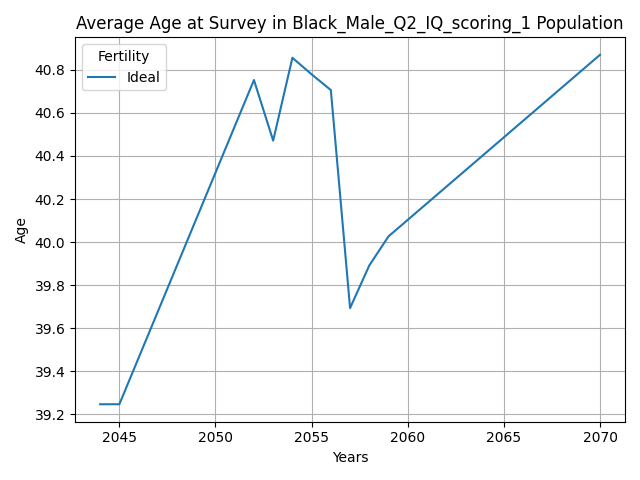 Average Age at Survey in Black_Male_Q2_IQ_scoring_1 Population
Fertility
Ideal
40.8
40.6
40.4
40.2
40.0
39.8
39.6
39.4
39.2
Age
2045 2050 2055 2060 2065 2070
Years